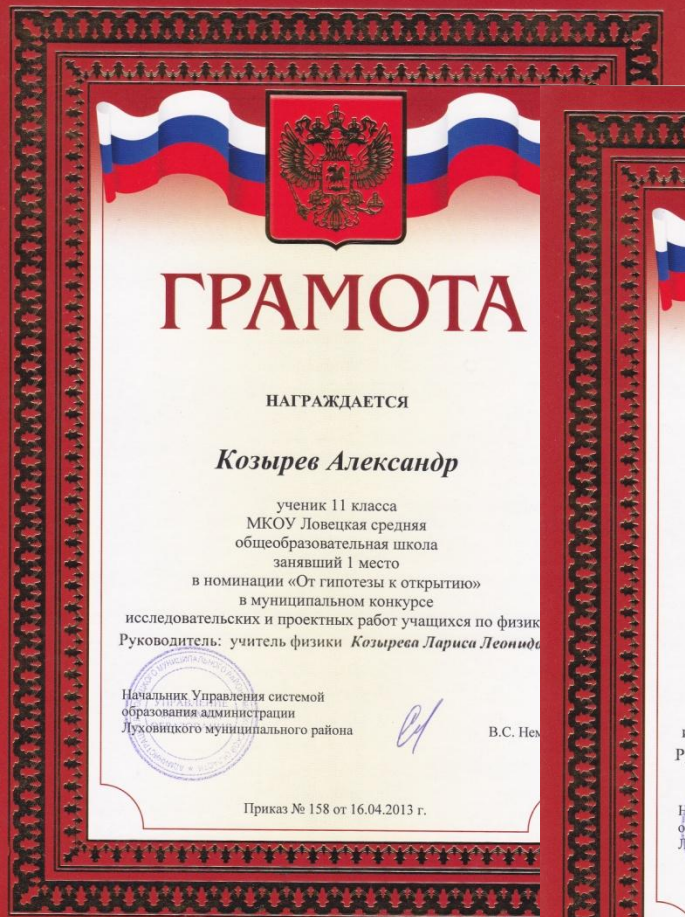 ГРАМОТА
НАГРАЖДАЕТСЯ
Козырев Александр
ученик 11 класса
МКОУ Ловецкая средняя
общеобразовательная школа
занявший 1 место
в номинации «От гипотезы к открытию»
в муниципальном конкурсе
исследовательских и проектных работ учащихся по физик
Руководитель: учитель физики Козырева Лариса Леонидо
Начальник Управления системой
образования администрации
Луховицкого муниципального района
В.С. Нем
Приказ № 158 от 16.04.2013 г.